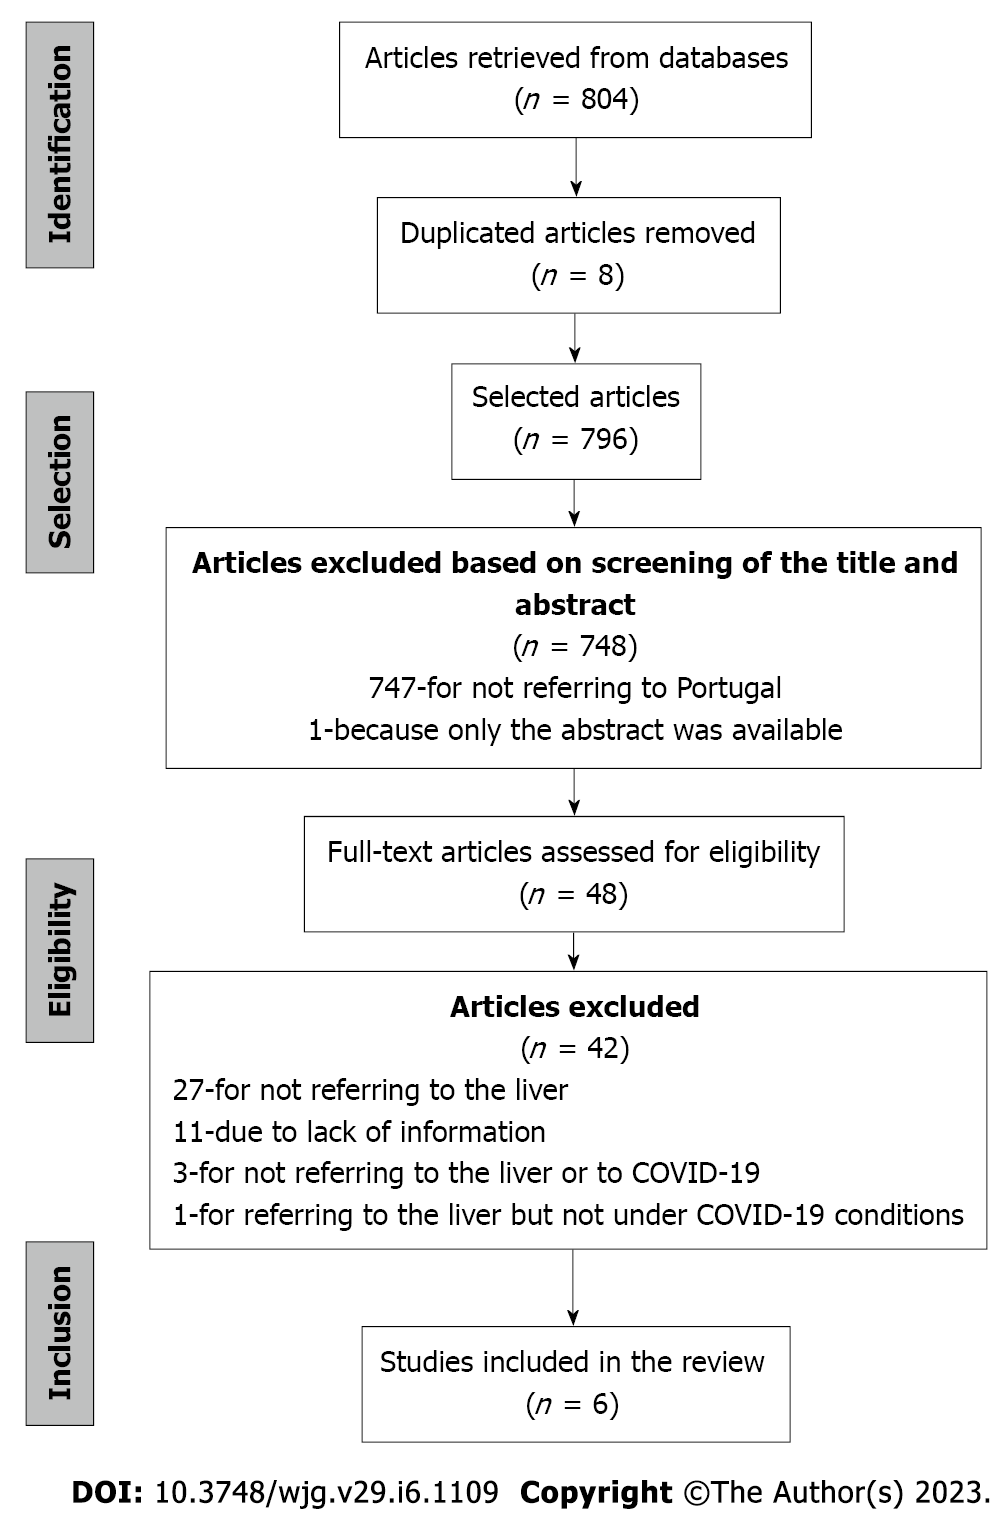 Identification
Articles retrieved from databases
(n = 804)
Duplicated articles removed
(n = 8)
Selection
Selected articles
(n = 796)
Articles excluded based on screening of the title and
abstract
(n = 748)
747-for not referring to Portugal
1-because only the abstract was available
Eligibility
Full-text articles assessed for eligibility
(n = 48)
Articles excluded
(n = 42)
27-for not referring to the liver
11-due to lack of information
3-for not referring to the liver or to COVID-19
1-for referring to the liver but not under COVID-19 conditions
Inclusion
Studies included in the review
(n = 6)
DOI: 10.3748/wjg.v29.i6.1109 Copyright ©The Author(s) 2023.